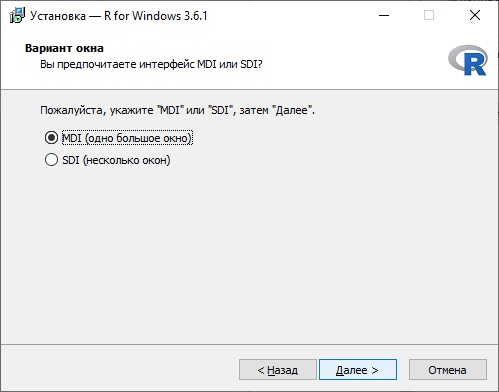 Установка — R for Windows 3.6.1
Вариант окна
Вы предпочитаете интерфейс MDI или SDI?
R
Пожалуйста, укажите "MDI" или "SDI", затем "Далее".
MDI (одно большое окно)
SDI (несколько окон)
< Назад Далее > Отмена